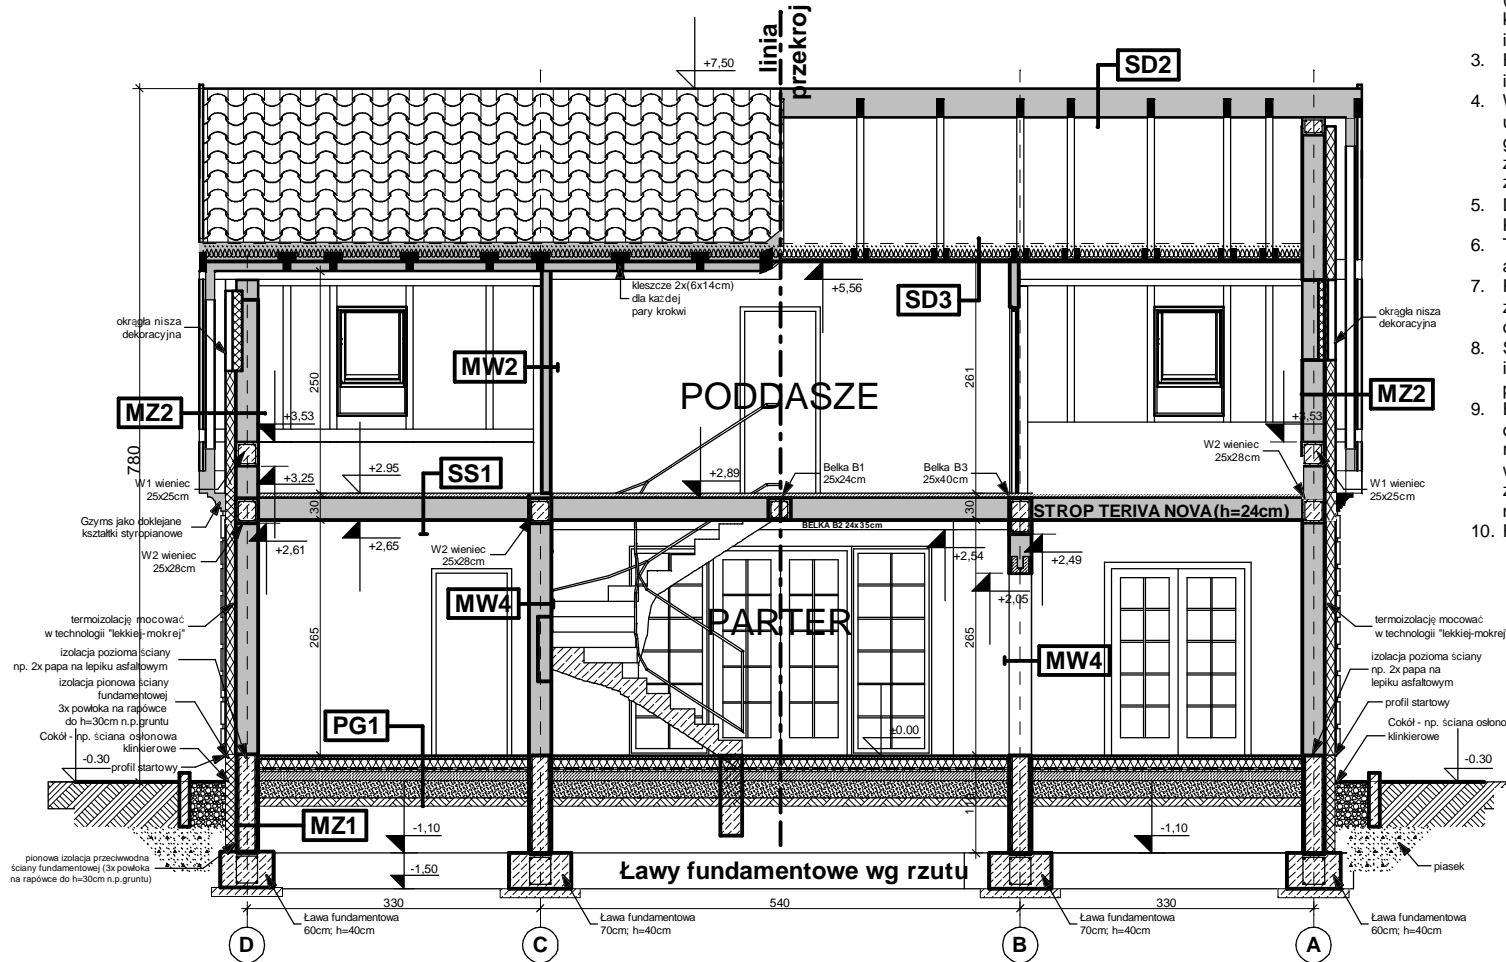 linia
przekroj
+7,50
SD2
3.
4.
5.
6.
7.
8.
9.
10.
kleszcze 2x(6x14cm)
dla każdej
pary krokwi
+5,56
SD3
okrągła nisza
dekoracyjna
okrągła nisza
dekoracyjna
MW2
250
261
PODDASZE
MZ2
MZ2
+3,53
+3,53
780
W1 wieniec
25x25cm
+3,25
+2.95
SS1
+2,89
Belka B1
25x24cm
Belka B3
25x40cm
W2 wieniec
25x28cm
W1 wieniec
25x25cm
Gzyms jako doklejane
kształtki styropianowe
30
30
STROP TERIVA NOVA (h=24cm)
BELKA B2 24x35cm
W2 wieniec
25x28cm
+2,61
+2,65
W2 wieniec
25x28cm
+2,54
+2,49
+2,05
MW4
PARTER
MW4
265
265
termoizolację mocować
w technologii "lekkiej-mokrej"
termoizolację mocować
w technologii "lekkiej-mokrej"
izolacja pozioma ściany
np. 2x papa na lepiku asfaltowym
izolacja pionowa ściany
fundamentowej
3x powłoka na rapówce
do h=30cm n.p.gruntu
izolacja pozioma ściany
np. 2x papa na
lepiku asfaltowym
profil startowy
PG1
±0.00
Cokół - np. ściana osłonowa
klinkierowe
profil startowy
Cokół - np. ściana osłono
klinkierowe
-0.30
-0.30
MZ1
-1,10
-1,10
pionowa izolacja przeciwwodna
ściany fundamentowej (3x powłoka
na rapówce do h=30cm n.p.gruntu)
-1,50
Ławy fundamentowe wg rzutu
piasek
330
540
330
Ława fundamentowa
60cm; h=40cm
Ława fundamentowa
70cm; h=40cm
Ława fundamentowa
70cm; h=40cm
Ława fundamentowa
60cm; h=40cm
D
C
B
A